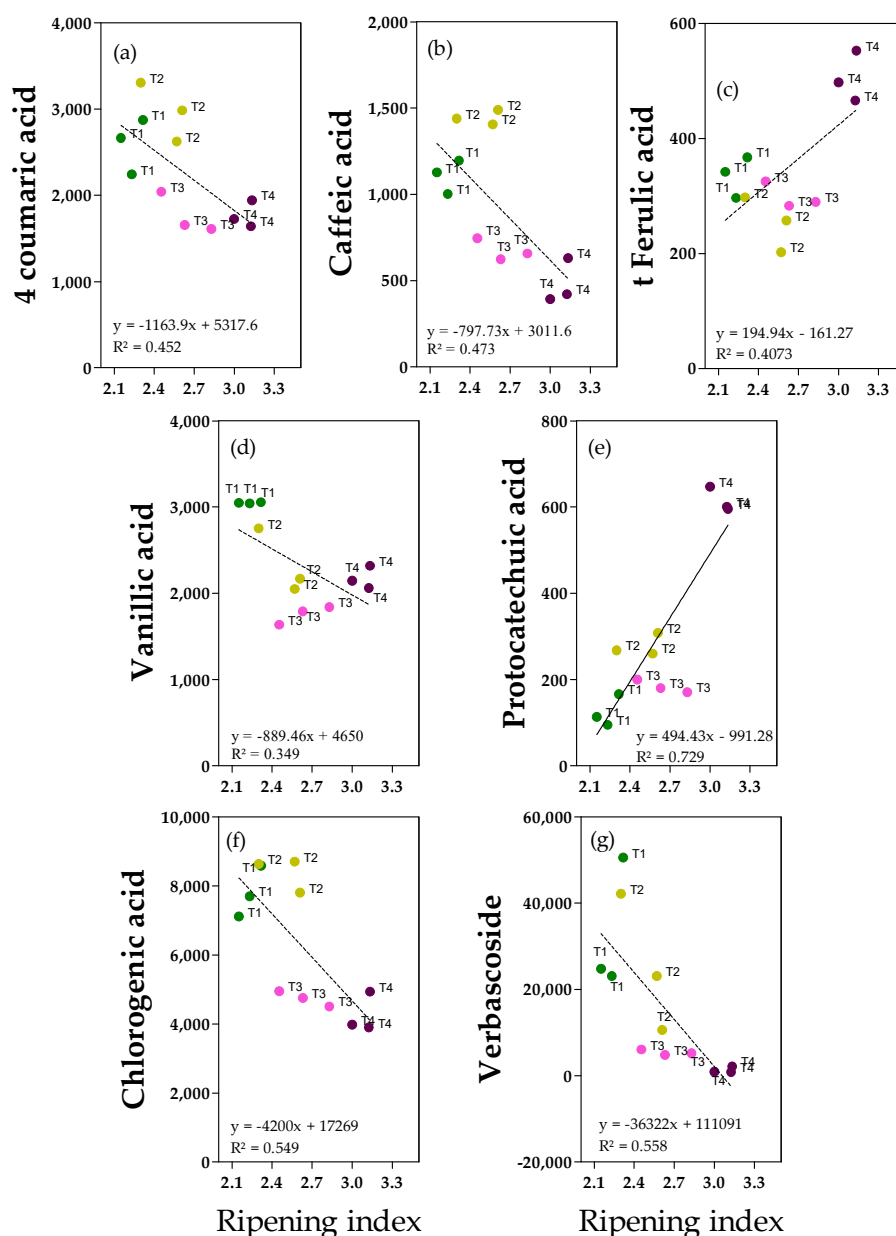 4,000
3,000
2,000
1,000
0
4 coumaric acid
(a)
T2
T2
T1
T1
T2
T1
T3
T4
T3
T3
T4
T4
y = -1163.9x + 5317.6
R² = 0.452
2.1 2.4 2.7 3.0 3.3
2,000
1,500
1,000
500
0
Caffeic acid
(b)
T2
T2
T2
T1
T1
T1
T3
T3
T3
T4
T4
T4
y = -797.73x + 3011.6
R² = 0.473
2.1 2.4 2.7 3.0 3.3
600
400
200
0
t Ferulic acid
(c)
T4
T4
T4
T1
T1
T3
T1
T2
T3
T3
T2
T2
y = 194.94x - 161.27
R² = 0.4073
2.1 2.4 2.7 3.0 3.3
4,000
3,000
2,000
1,000
0
Vanillic acid
(d)
T1 T1 T1
T2
T2
T2
T4
T4
T4
T3
T3
T3
y = -889.46x + 4650
R² = 0.349
2.1 2.4 2.7 3.0 3.3
800
600
400
200
0
Protocatechuic acid
(e)
T4
T4
T4
T2
T2
T2
T3
T3
T3
T1
T1
T1
y = 494.43x - 991.28
R² = 0.729
2.1 2.4 2.7 3.0 3.3
10,000
8,000
6,000
4,000
2,000
0
Chlorogenic acid
(f)
T2
T2
T1
T2
T1
T1
T3
T3
T3
T4
T4
T4
y = -4200x + 17269
R² = 0.549
2.1 2.4 2.7 3.0 3.3
Ripening index
60,000
40,000
20,000
0
-20,000
Verbascoside
(g)
T1
T2
T1
T1
T2
T2
T3
T3
T3
T4
T4
T4
y = -36322x + 111091
R² = 0.558
2.1 2.4 2.7 3.0 3.3
Ripening index